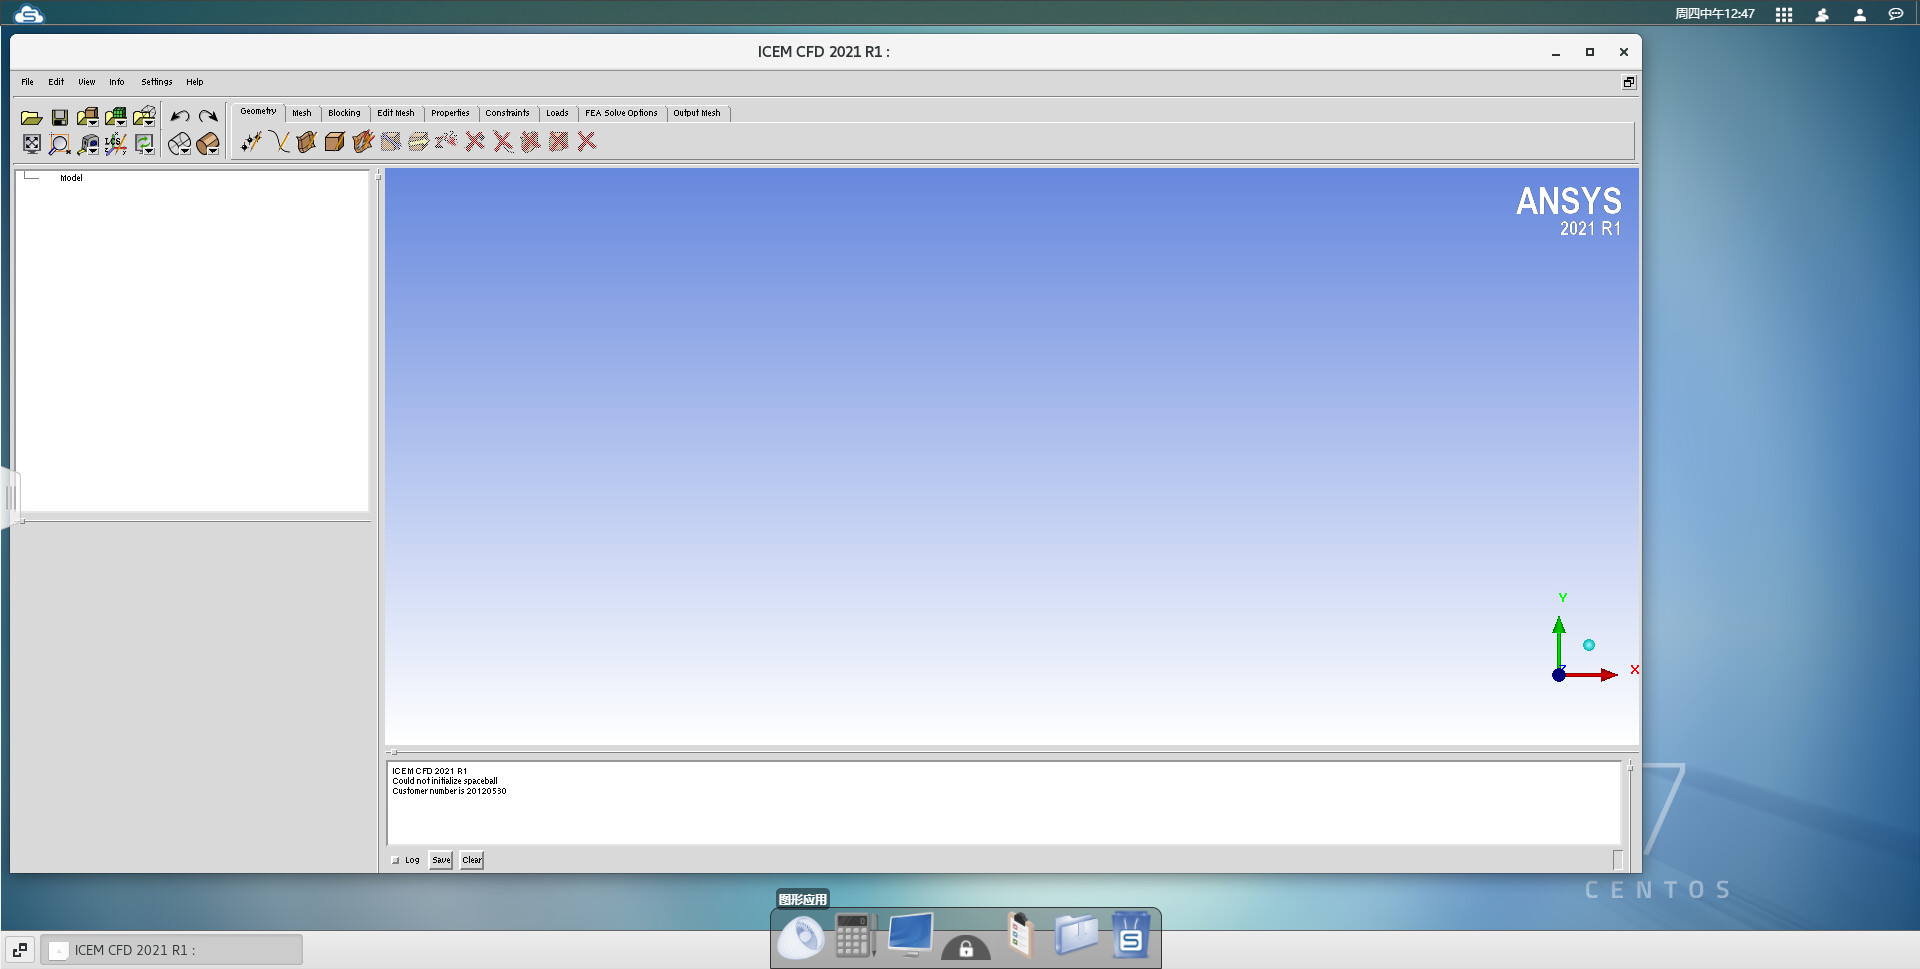 周四中午12:47
ICEM CFD 2021 R1 :
File Edit View Info Settings Help
Geometry Mesh Blocking Edit Mesh Properties Constraints Loads FEA Solve Options Output Mesh
LCS
Model
ANSYS
2021 R1
Y
Z
X
ICEM CFD 2021 R1
Could not initialize spaceball
Customer number is 20120530
Log Save Clear
7
CENTOS
图形应用
0
S
ICEM CFD 2021 R1 :